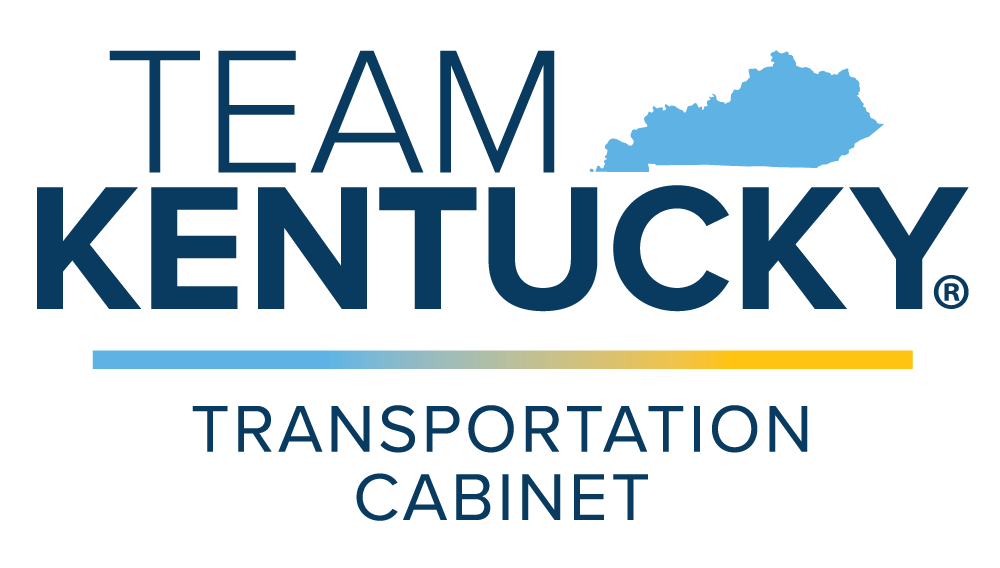 TEAM
KENTUCKY®
TRANSPORTATION
CABINET